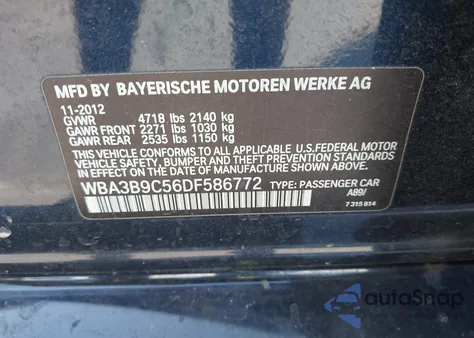 MFD BY BAYERISCHE MOTOREN WERKE AG
11-2012
GVWR 4718 lbs 2140 kg
GAWR FRONT 2271 lbs 1030 kg
GAWR REAR 2535 lbs 1150 kg
THIS VEHICLE CONFORMS TO ALL APPLICABLE U.S.FEDERAL MOTOR
VEHICLE SAFETY, BUMPER, AND THEFT PREVENTION STANDARDS
IN EFFECT ON THE DATE OF MANUFACTURE SHOWN ABOVE.
WBA3B9C56DF586772 TYPE: PASSENGER CAR
A89/
7 315 814
autoSnap